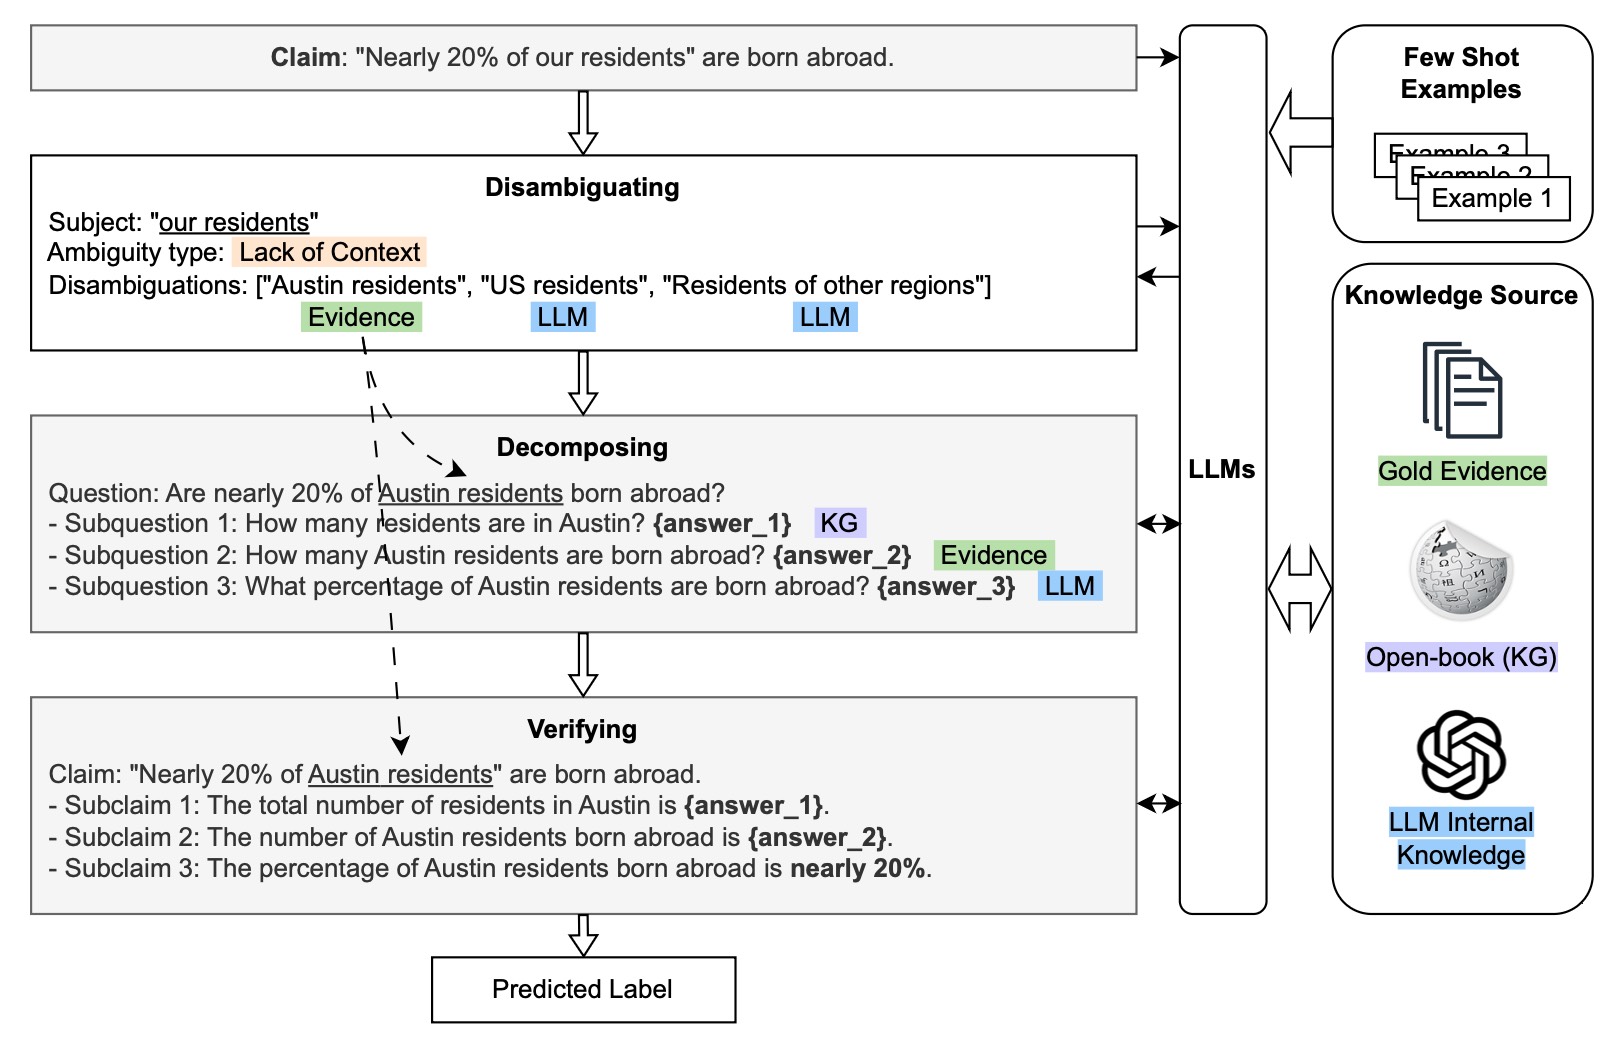 Claim: "Nearly 20% of our residents" are born abroad.
Disambiguating
Subject: "our residents"
Ambiguity type: Lack of Context
Disambiguations: ["Austin residents", "US residents", "Residents of other regions"]
Evidence LLM LLM
Decomposing
Question: Are nearly 20% of Austin residents born abroad?
- Subquestion 1: How many residents are in Austin? {answer_1} KG
- Subquestion 2: How many Austin residents are born abroad? {answer_2} Evidence
- Subquestion 3: What percentage of Austin residents are born abroad? {answer_3} LLM
Verifying
Claim: "Nearly 20% of Austin residents" are born abroad.
- Subclaim 1: The total number of residents in Austin is {answer_1}.
- Subclaim 2: The number of Austin residents born abroad is {answer_2}.
- Subclaim 3: The percentage of Austin residents born abroad is nearly 20%.
Predicted Label
LLMs
Few Shot
Examples
Example 3
Example 2
Example 1
Knowledge Source
Gold Evidence
Open-book (KG)
LLM Internal
Knowledge